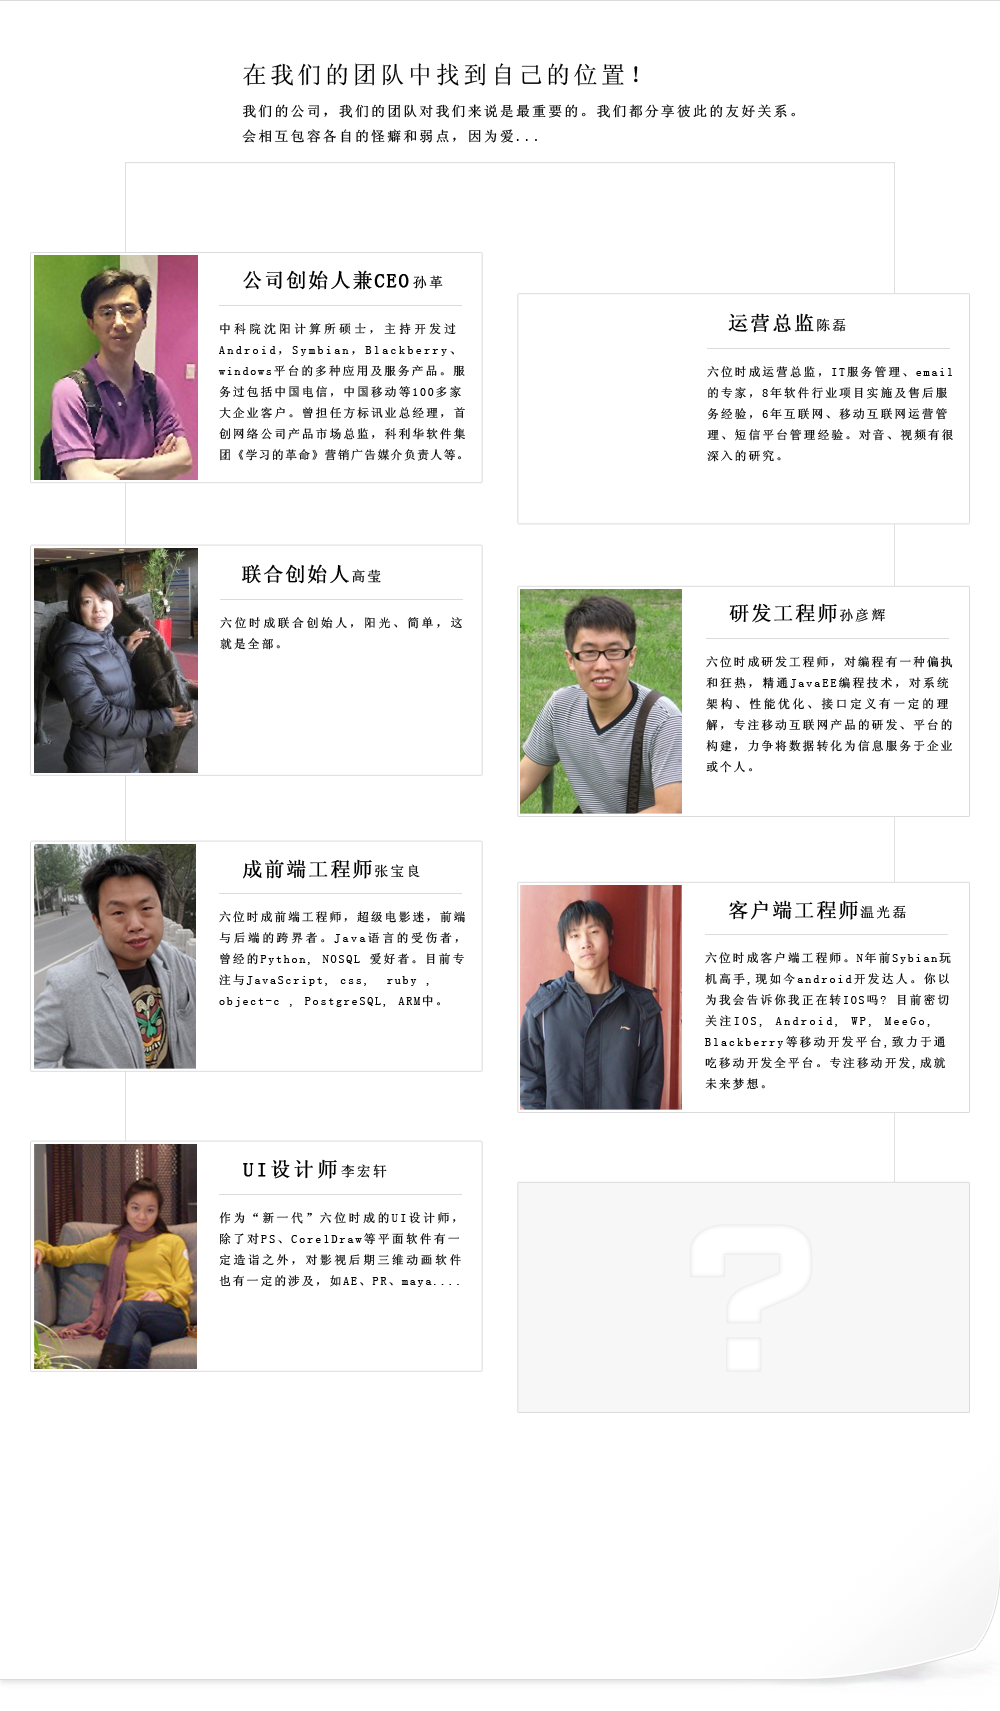 在我们的团队中找到自己的位置!
我们的公司，我们的团队对我们来说是最重要的。我们都分享彼此的友好关系。
会相互包容各自的怪癖和弱点，因为爱...
公司创始人兼CEO 孙革
中科院沈阳计算所硕士，主持开发过
Android，Symbian，Blackberry、
windows平台的多种应用及服务产品。服
务过包括中国电信，中国移动等100多家
大企业客户。曾担任方标讯业总经理，首
创网络公司产品市场总监，科利华软件集
团《学习的革命》营销广告媒介负责人等。
运营总监陈磊
六位时成运营总监，IT服务管理、email
的专家，8年软件行业项目实施及售后服
务经验，6年互联网、移动互联网运营管
理、短信平台管理经验。对音、视频有很
深入的研究。
联合创始人高莹
六位时成联合创始人，阳光、简单，这
就是全部。
研发工程师孙彦辉
六位时成研发工程师，对编程有一种偏执
和狂热，精通JavaEE编程技术，对系统
架构、性能优化、接口定义有一定的理
解，专注移动互联网产品的研发、平台的
构建，力争将数据转化为信息服务于企业
或个人。
成前端工程师张宝良
六位时成前端工程师，超级电影迷，前端
与后端的跨界者。Java语言的受伤者，
曾经的Python, NOSQL 爱好者。目前专
注与JavaScript, css,  ruby ,
object-c , PostgreSQL, ARM中。
客户端工程师温光磊
六位时成客户端工程师。N年前Sybian玩
机高手,现如今android开发达人。你以
为我会告诉你我正在转IOS吗? 目前密切
关注IOS, Android, WP, MeeGo,
Blackberry等移动开发平台,致力于通
吃移动开发全平台。专注移动开发,成就
未来梦想。
UI设计师李宏轩
作为“新一代”六位时成的UI设计师，
除了对PS、CorelDraw等平面软件有一
定造诣之外，对影视后期三维动画软件
也有一定的涉及，如AE、PR、maya....
?